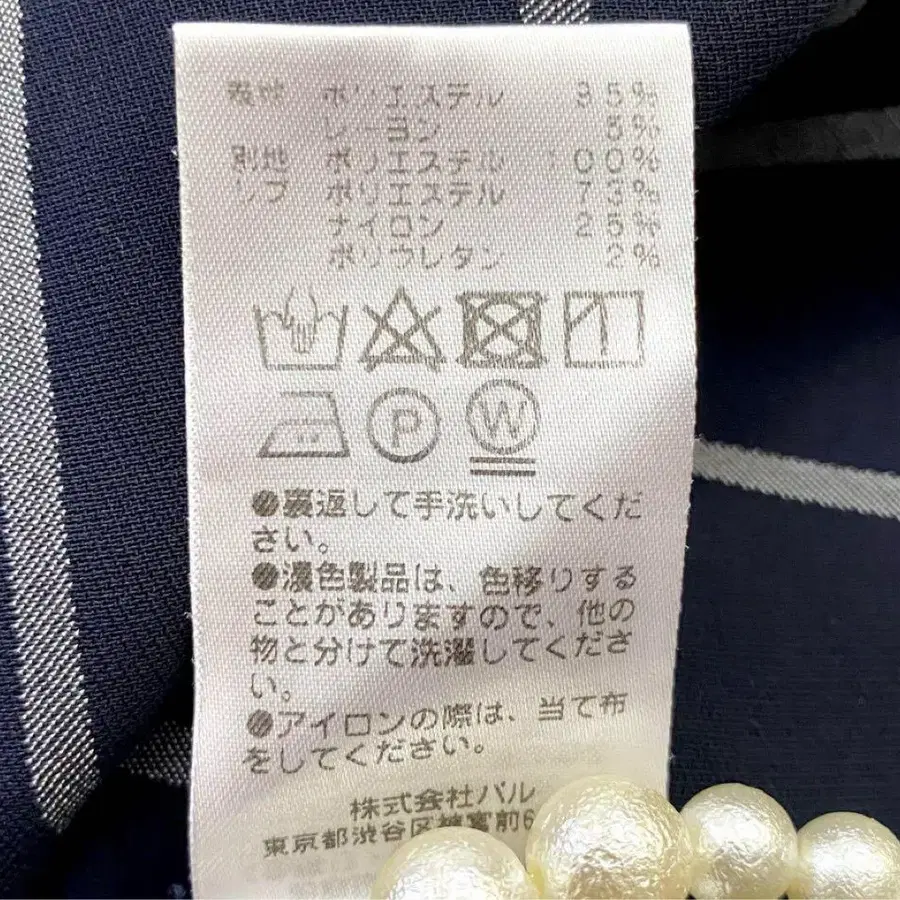 表地 ポリエステル 35%
レーヨン 5%
別地 ポリエステル 100%
リブ ポリエステル 73%
ナイロン 25%
ポリウレタン 2%
P W
●裏返して手洗いしてくだ
さい。
●濃色製品は、色移りする
ことがありますので、他の
物と分けて洗濯してくださ
い。
●アイロンの際は、当て布
をしてください。
株式会社パル
東京都渋谷区神宮前6